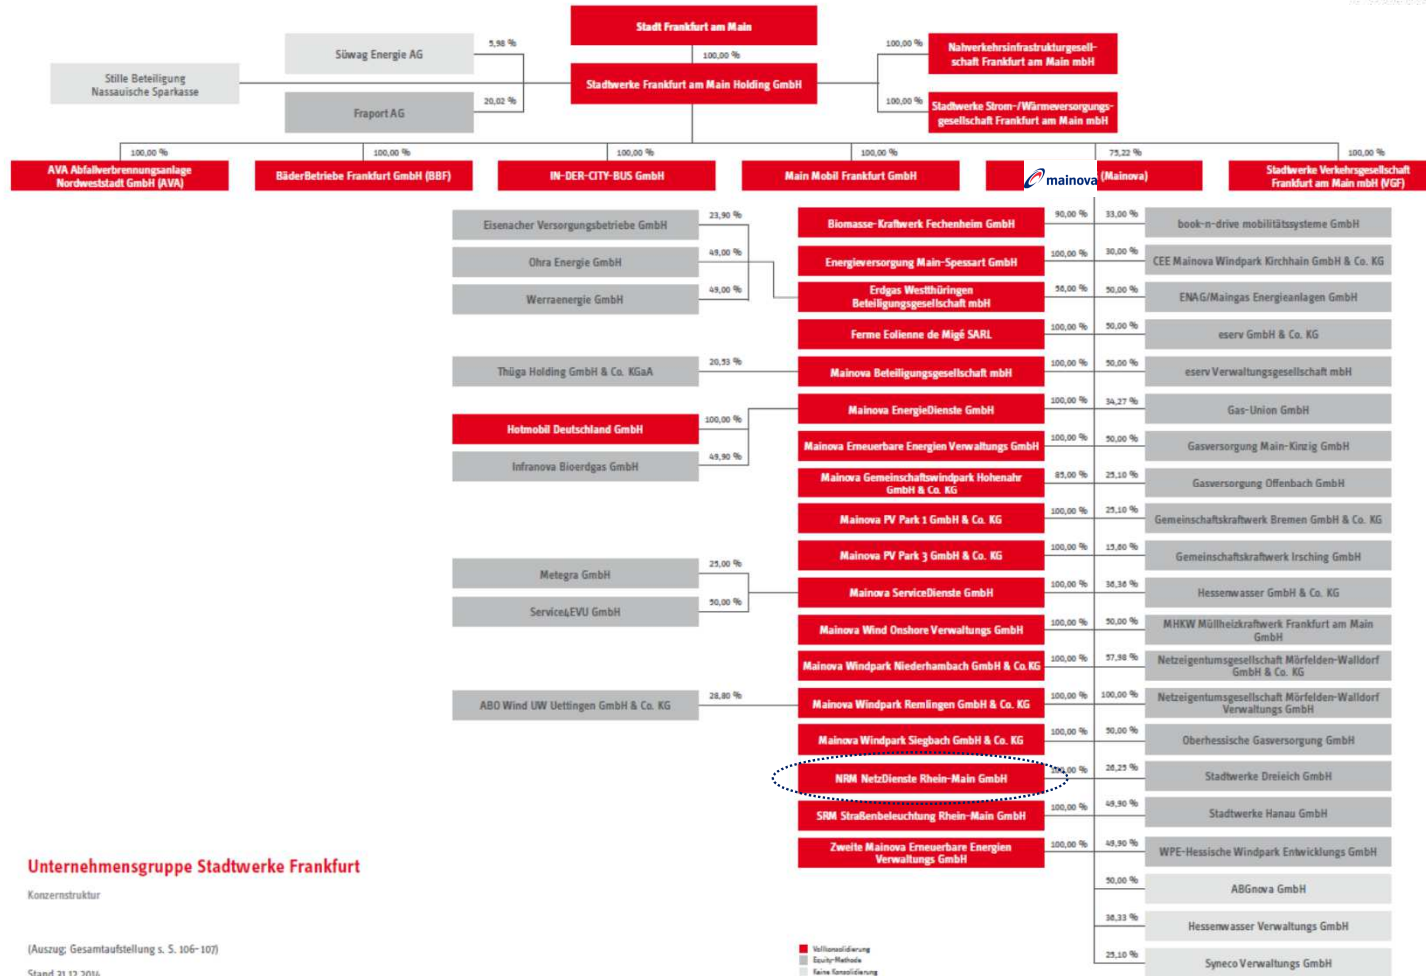 Stadt Frankfurt am Main
100,00 %
Süwag Energie AG
5,98 %
Stille Beteiligung
Nassauische Sparkasse
Stadtwerke Frankfurt am Main Holding GmbH
Fraport AG
20,02 %
100,00 %
Nahverkehrsinfrastrukturgesell-
schaft Frankfurt am Main mbH
100,00 %
Stadtwerke Strom-/Wärmeversorgungs-
gesellschaft Frankfurt am Main mbH
100,00 %
AVA Abfallverbrennungsanlage
Nordweststadt GmbH (AVA)
100,00 %
BäderBetriebe Frankfurt GmbH (BBF)
100,00 %
IN-DER-CITY-BUS GmbH
100,00 %
Main Mobil Frankfurt GmbH
75,22 %
mainova (Mainova)
100,00 %
Stadtwerke Verkehrsgesellschaft
Frankfurt am Main mbH (VGF)
Eisenacher Versorgungsbetriebe GmbH
23,90 %
Ohra Energie GmbH
49,00 %
Werraenergie GmbH
49,00 %
Thüga Holding GmbH & Co. KGaA
20,53 %
Hotmobil Deutschland GmbH
100,00 %
Infranova Bioerdgas GmbH
49,90 %
Metegra GmbH
25,00 %
Service4EVU GmbH
50,00 %
ABO Wind UW Uettingen GmbH & Co. KG
28,80 %
Biomasse-Kraftwerk Fechenheim GmbH
90,00 %
Energieversorgung Main-Spessart GmbH
100,00 %
Erdgas Westthüringen
Beteiligungsgesellschaft mbH
Ferme Eolienne de Migé SARL
100,00 %
Mainova Beteiligungsgesellschaft mbH
100,00 %
Mainova EnergieDienste GmbH
100,00 %
Mainova Erneuerbare Energien Verwaltungs GmbH
100,00 %
Mainova Gemeinschaftswindpark Hohenahr
GmbH & Co. KG
85,00 %
Mainova PV Park 1 GmbH & Co. KG
100,00 %
Mainova PV Park 3 GmbH & Co. KG
100,00 %
Mainova ServiceDienste GmbH
100,00 %
Mainova Wind Onshore Verwaltungs GmbH
100,00 %
Mainova Windpark Niederhambach GmbH & Co. KG
100,00 %
Mainova Windpark Remlingen GmbH & Co. KG
100,00 %
Mainova Windpark Siegbach GmbH & Co. KG
100,00 %
NRM NetzDienste Rhein-Main GmbH
100,00 %
SRM Straßenbeleuchtung Rhein-Main GmbH
100,00 %
Zweite Mainova Erneuerbare Energien
Verwaltungs GmbH
100,00 %
33,00 %
book-n-drive mobilitätssysteme GmbH
30,00 %
CEE Mainova Windpark Kirchhain GmbH & Co. KG
50,00 %
ENAG/Maingas Energieanlagen GmbH
50,00 %
eserv GmbH & Co. KG
50,00 %
eserv Verwaltungsgesellschaft mbH
34,27 %
Gas-Union GmbH
50,00 %
Gasversorgung Main-Kinzig GmbH
25,10 %
Gasversorgung Offenbach GmbH
25,10 %
Gemeinschaftskraftwerk Bremen GmbH & Co. KG
15,60 %
Gemeinschaftskraftwerk Irsching GmbH
36,36 %
Hessenwasser GmbH & Co. KG
50,00 %
MHKW Müllheizkraftwerk Frankfurt am Main
GmbH
57,98 %
Netzeigentumsgesellschaft Mörfelden-Walldorf
GmbH & Co. KG
100,00 %
Netzeigentumsgesellschaft Mörfelden-Walldorf
Verwaltungs GmbH
50,00 %
Oberhessische Gasversorgung GmbH
26,25 %
Stadtwerke Dreieich GmbH
49,90 %
Stadtwerke Hanau GmbH
49,90 %
WPE-Hessische Windpark Entwicklungs GmbH
50,00 %
ABGnova GmbH
36,33 %
Hessenwasser Verwaltungs GmbH
25,10 %
Syneco Verwaltungs GmbH
Unternehmensgruppe Stadtwerke Frankfurt
Konzernstruktur
(Auszug; Gesamtaufstellung s. S. 106-107)
Stand 31.12.2014
Vollkonsolidierung
Equity-Methode
Keine Konsolidierung